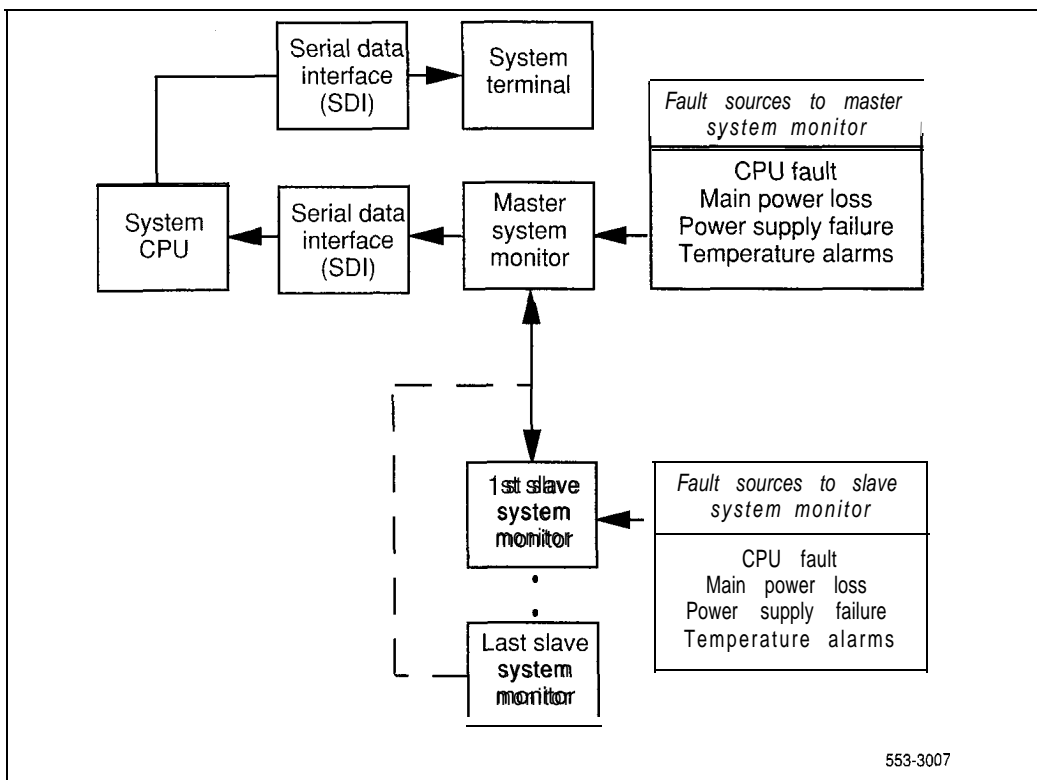 Serial data
interface
(SDI)
System
terminal
Fault sources to master
system monitor
CPU fault
Main power loss
Power supply failure
Temperature alarms
System
CPU
Serial data
interface
(SDI)
Master
system
monitor
1st slave
system
monitor
Fault sources to slave
system monitor
CPU fault
Main power loss
Power supply failure
Temperature alarms
Last slave
system
monitor
553-3007